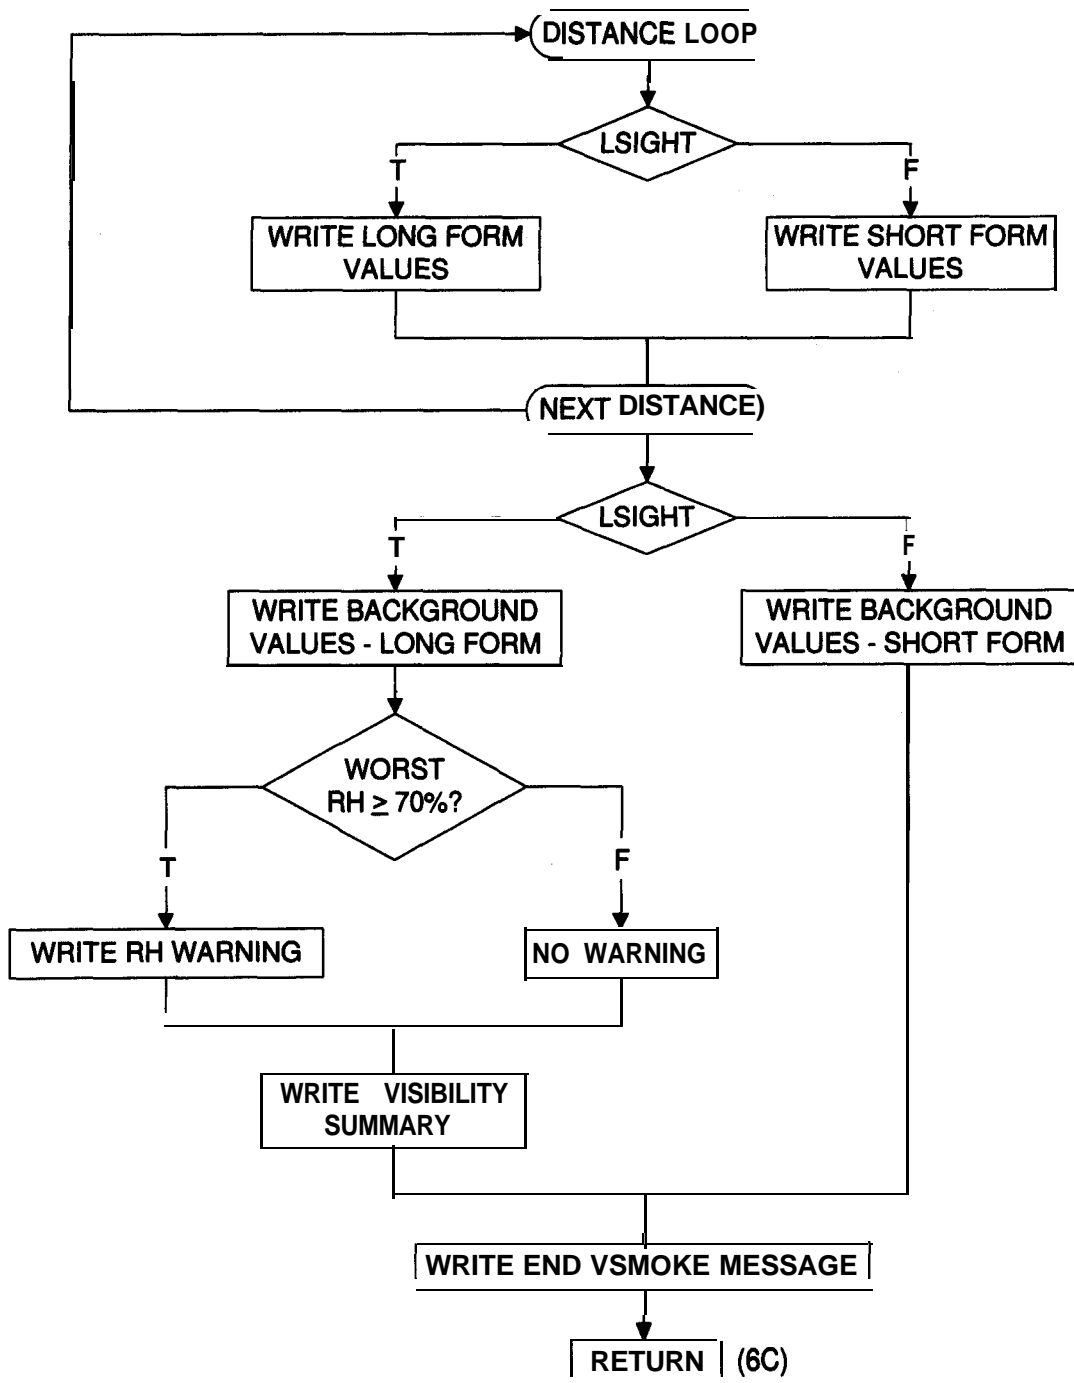 (DISTANCE LOOP
LSIGHT
T
F
WRITE LONG FORM
VALUES
WRITE SHORT FORM
VALUES
(NEXT DISTANCE)
LSIGHT
T
F
WRITE BACKGROUND
VALUES - LONG FORM
WRITE BACKGROUND
VALUES - SHORT FORM
WORST
RH ≥ 70%?
T
F
WRITE RH WARNING
NO WARNING
WRITE VISIBILITY
SUMMARY
WRITE END VSMOKE MESSAGE
RETURN (6C)